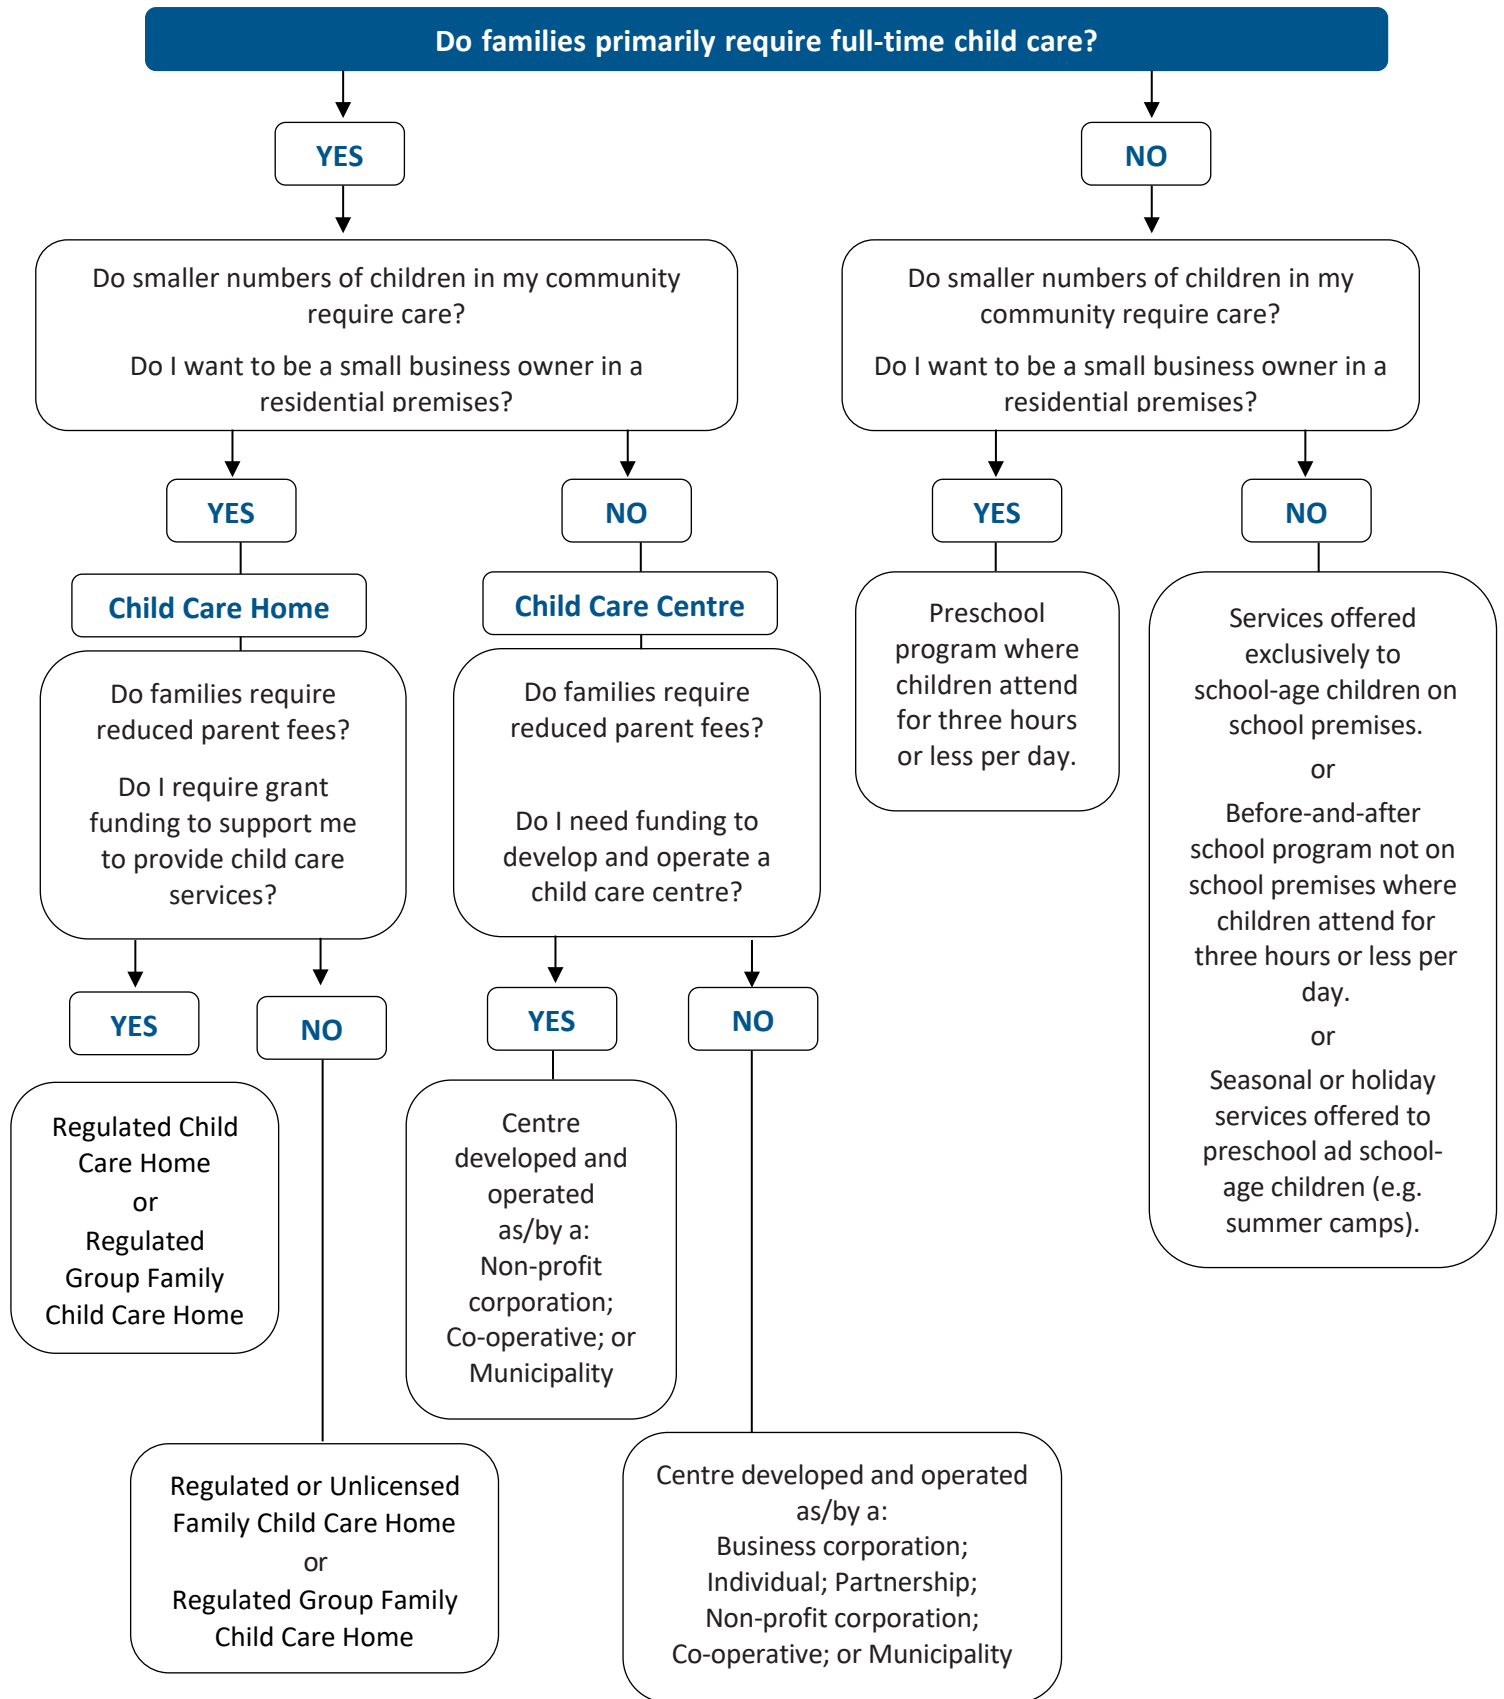 Do families primarily require full-time child care?
YES
NO
Do smaller numbers of children in my community
require care?
Do I want to be a small business owner in a
residential premises?
Do smaller numbers of children in my
community require care?
Do I want to be a small business owner in a
residential premises?
YES
NO
YES
NO
Child Care Home
Child Care Centre
Do families require
reduced parent fees?
Do I require grant
funding to support me
to provide child care
services?
Do families require
reduced parent fees?
Do I need funding to
develop and operate a
child care centre?
Preschool
program where
children attend
for three hours
or less per day.
Services offered
exclusively to
school-age children on
school premises.
or
Before-and-after
school program not on
school premises where
children attend for
three hours or less per
day.
or
Seasonal or holiday
services offered to
preschool ad school-
age children (e.g.
summer camps).
YES
NO
YES
NO
Regulated Child
Care Home
or
Regulated
Group Family
Child Care Home
Centre
developed and
operated
as/by a:
Non-profit
corporation;
Co-operative; or
Municipality
Regulated or Unlicensed
Family Child Care Home
or
Regulated Group Family
Child Care Home
Centre developed and operated
as/by a:
Business corporation;
Individual; Partnership;
Non-profit corporation;
Co-operative; or Municipality